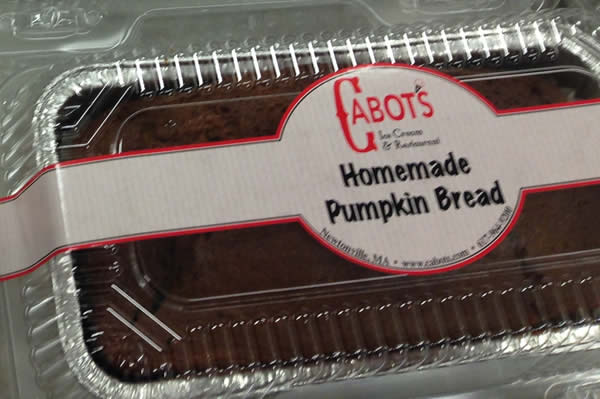 CABOT'S
Ice Cream
& Restaurant
Homemade
Pumpkin Bread
Newtonville, MA • www.cabots.com •